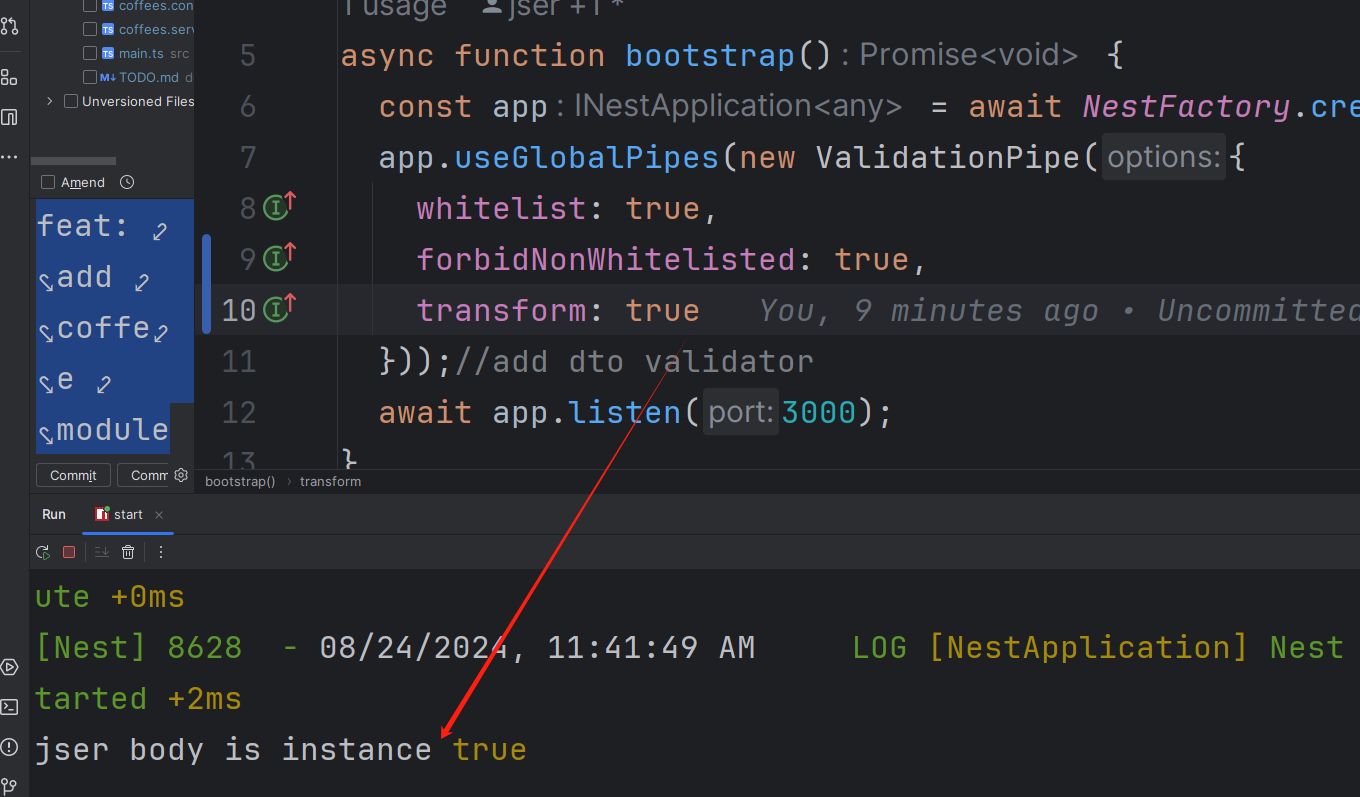 coffees.con
coffees.serv
main.ts src
TODO.md d
Unversioned Files
Amend
feat:
add
coffe
e
module
Commit
Comm
1 usage jser +1 *
5 async function bootstrap() : Promise<void> {
6 const app : INestApplication<any> = await NestFactory.cre
7 app.useGlobalPipes(new ValidationPipe( options: {
8 whitelist: true,
9 forbidNonWhitelisted: true,
10 transform: true You, 9 minutes ago • Uncommitted
11 }));//add dto validator
12 await app.listen( port: 3000);
13 }
bootstrap() › transform
Run start
ute +0ms
[Nest] 8628 - 08/24/2024, 11:41:49 AM LOG [NestApplication] Nest
tarted +2ms
jser body is instance true